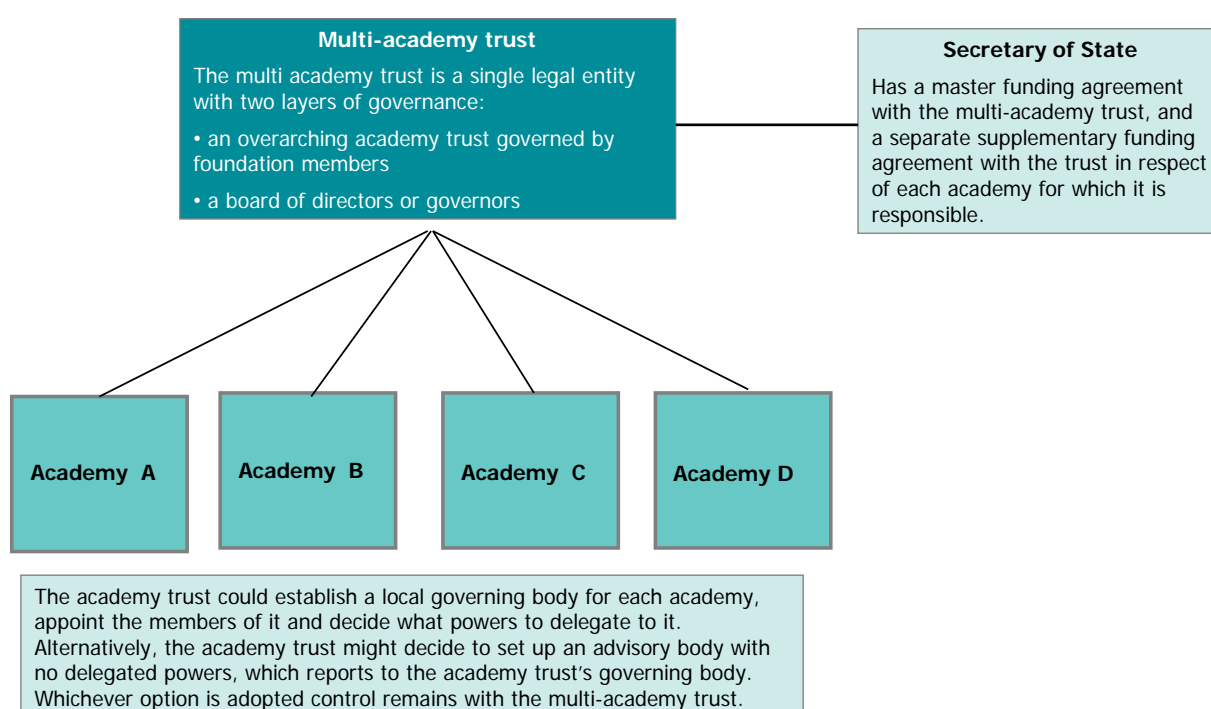 Multi-academy trust
The multi academy trust is a single legal entity
with two layers of governance:
• an overarching academy trust governed by
foundation members
• a board of directors or governors
Secretary of State
Has a master funding agreement
with the multi-academy trust, and
a separate supplementary funding
agreement with the trust in respect
of each academy for which it is
responsible.
Academy A
Academy B
Academy C
Academy D
The academy trust could establish a local governing body for each academy,
appoint the members of it and decide what powers to delegate to it.
Alternatively, the academy trust might decide to set up an advisory body with
no delegated powers, which reports to the academy trust’s governing body.
Whichever option is adopted control remains with the multi-academy trust.